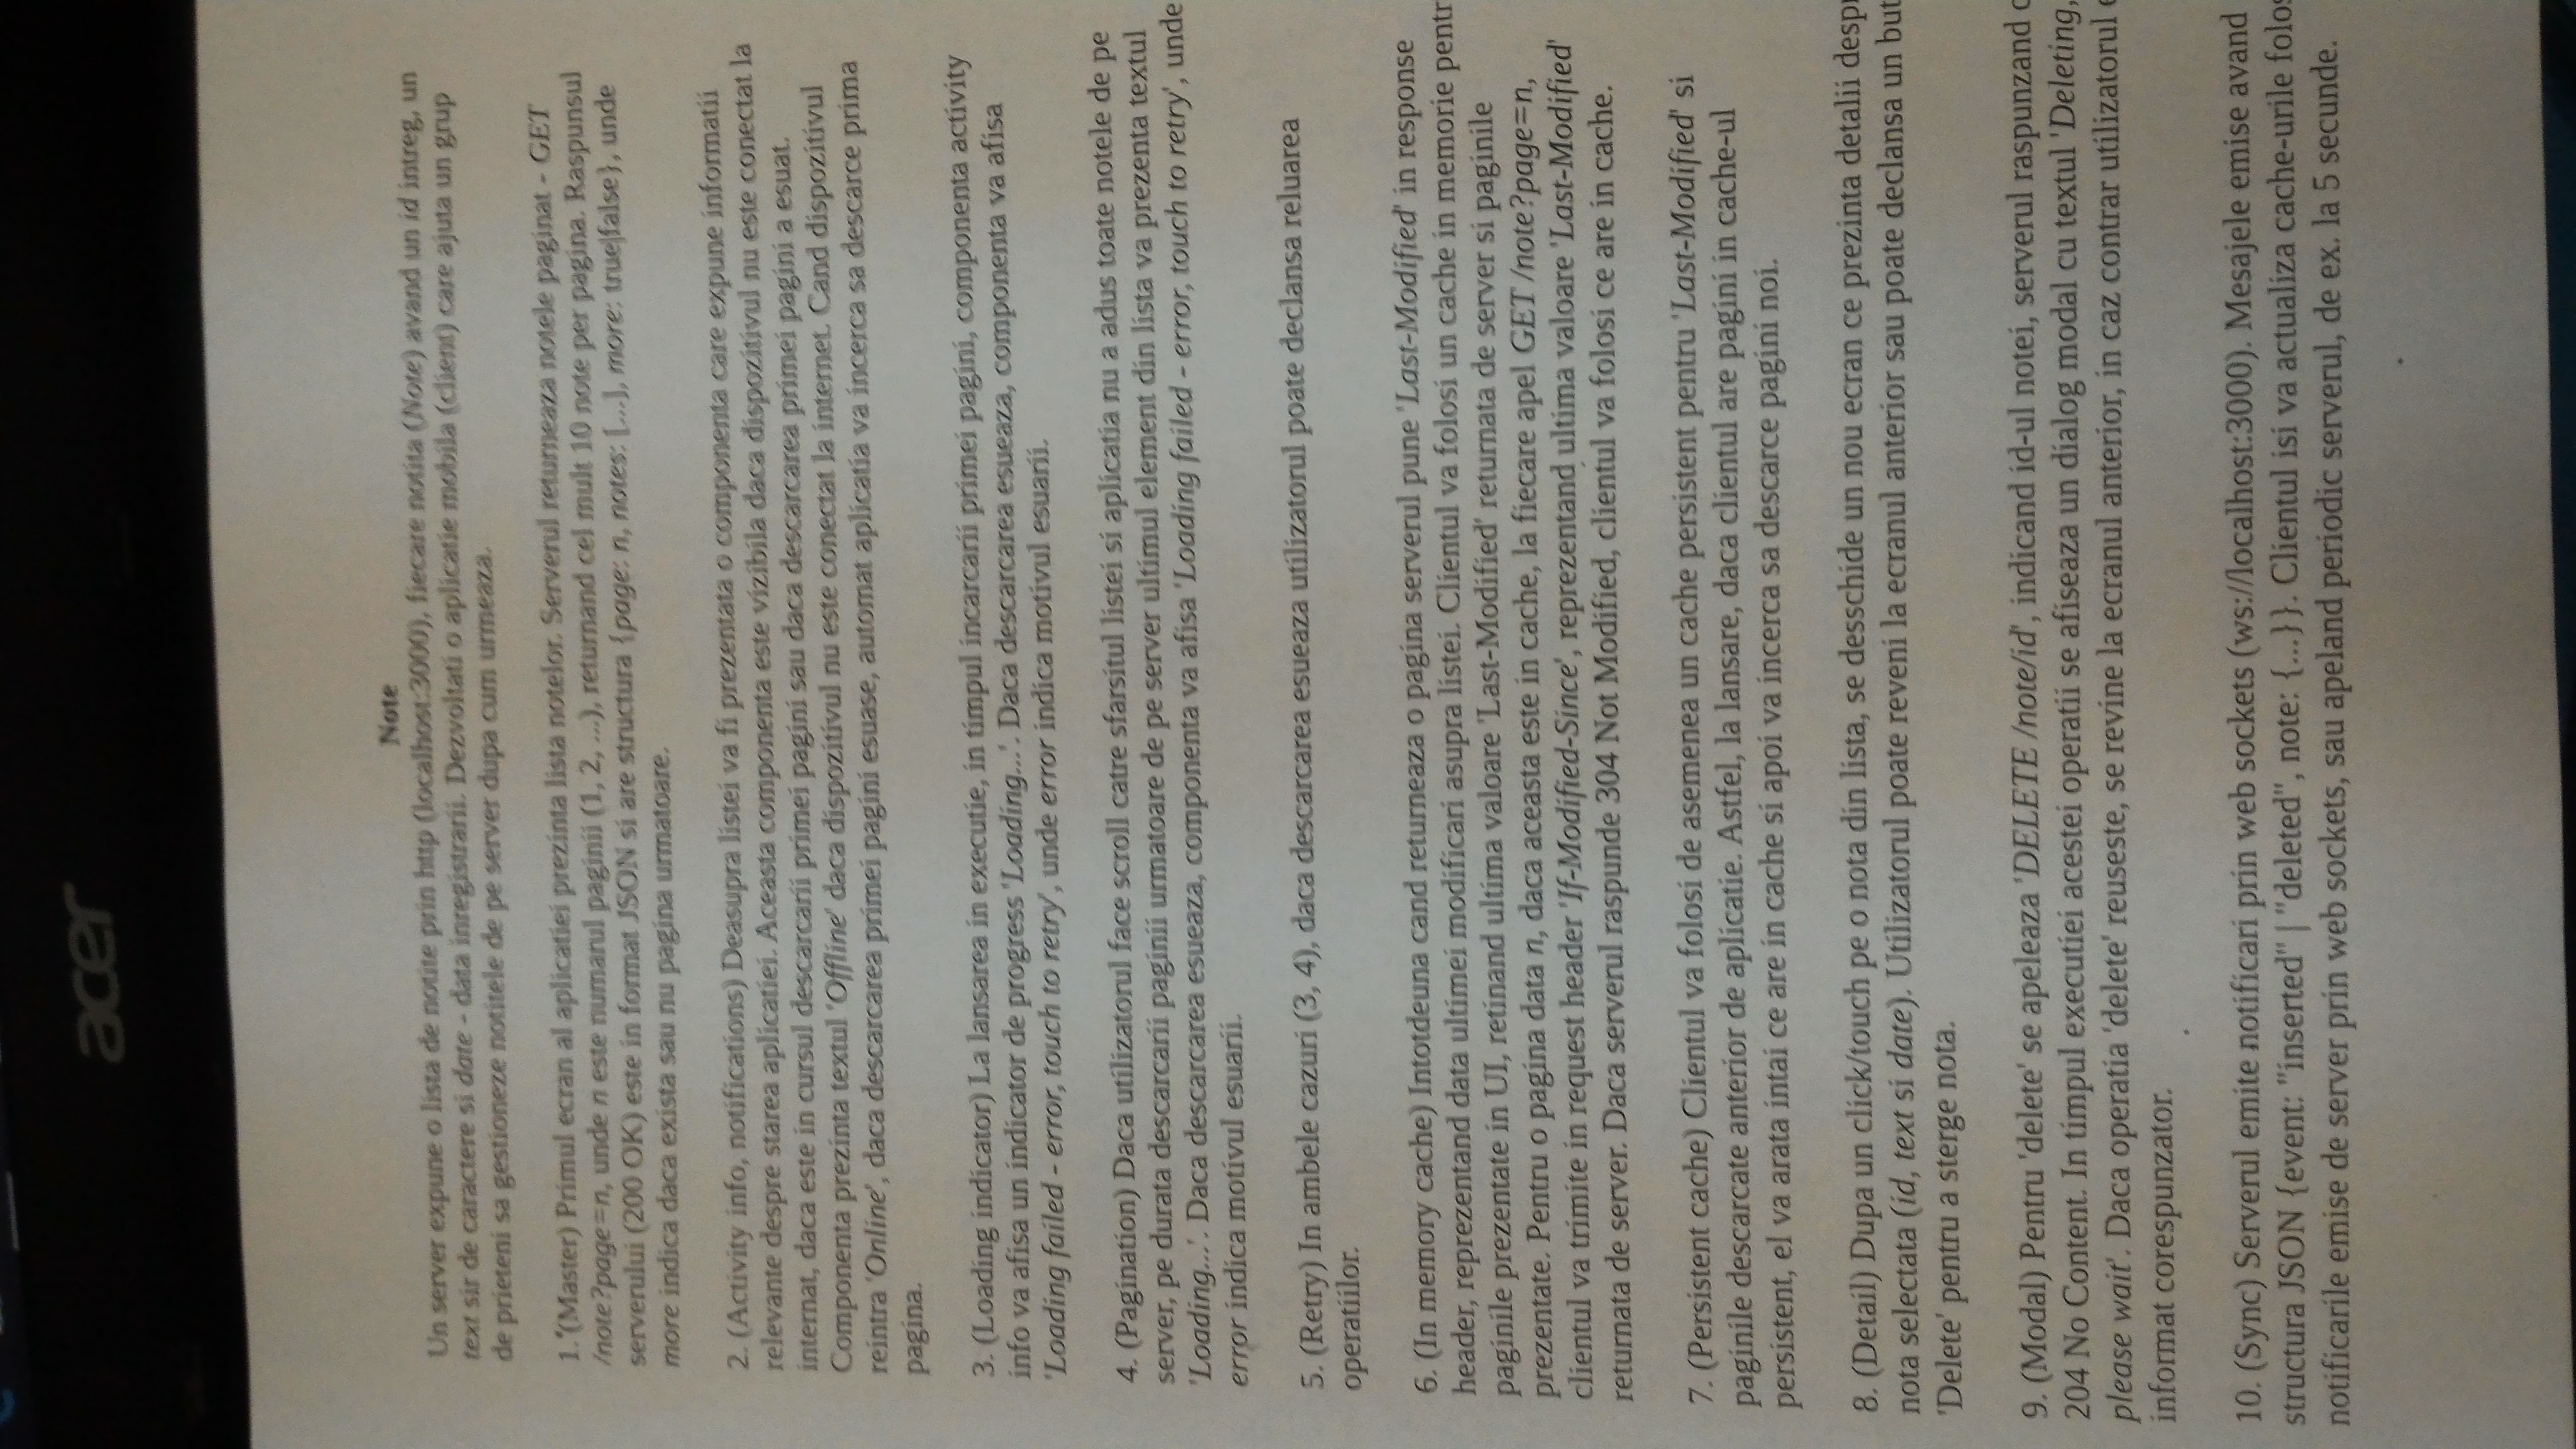 acer
Note
Un server expune o lista de notite prin http (localhost:3000), fiecare notita (Note) avand un id intreg, un
text sir de caractere si date - data inregistrarii. Dezvoltati o aplicatie mobila (client) care ajuta un grup
de prieteni sa gestioneze notitele de pe server dupa cum urmeaza.
1. (Master) Primul ecran al aplicatiei prezinta lista notelor. Serverul returneaza notele paginat - GET
/note?page=n, unde n este numarul paginii (1, 2, ...), returnand cel mult 10 note per pagina. Raspunsul
serverului (200 OK) este in format JSON si are structura {page: n, notes: [...], more: true|false}, unde
more indica daca exista sau nu pagina urmatoare.
2. (Activity info, notifications) Deasupra listei va fi prezentata o componenta care expune informatii
relevante despre starea aplicatiei. Aceasta componenta este vizibila daca dispozitivul nu este conectat la
internat, daca este in cursul descarcarii primei pagini sau daca descarcarea primei pagini a esuat.
Componenta prezinta textul 'Offline' daca dispozitivul nu este conectat la internet. Cand dispozitivul
reintra 'Online', daca descarcarea primei pagini esuase, automat aplicatia va incerca sa descarce prima
pagina.
3. (Loading indicator) La lansarea in executie, in timpul incarcarii primei pagini, componenta activity
info va afisa un indicator de progress 'Loading...'. Daca descarcarea esueaza, componenta va afisa
'Loading failed - error, touch to retry', unde error indica motivul esuarii.
4. (Pagination) Daca utilizatorul face scroll catre sfarsitul listei si aplicatia nu a adus toate notele de pe
server, pe durata descarcarii paginii urmatoare de pe server ultimul element din lista va prezenta textul
'Loading...'. Daca descarcarea esueaza, componenta va afisa 'Loading failed - error, touch to retry', unde
error indica motivul esuarii.
5. (Retry) In ambele cazuri (3, 4), daca descarcarea esueaza utilizatorul poate declansa reluarea
operatiilor.
6. (In memory cache) Intotdeuna cand returneaza o pagina serverul pune 'Last-Modified' in response
header, reprezentand data ultimei modificari asupra listei. Clientul va folosi un cache in memorie pentr
paginile prezentate in UI, retinand ultima valoare 'Last-Modified' returnata de server si paginile
prezentate. Pentru o pagina data n, daca aceasta este in cache, la fiecare apel GET /note?page=n,
clientul va trimite in request header 'If-Modified-Since', reprezentand ultima valoare 'Last-Modified'
returnata de server. Daca serverul raspunde 304 Not Modified, clientul va folosi ce are in cache.
7. (Persistent cache) Clientul va folosi de asemenea un cache persistent pentru 'Last-Modified' si
paginile descarcate anterior de aplicatie. Astfel, la lansare, daca clientul are pagini in cache-ul
persistent, el va arata intai ce are in cache si apoi va incerca sa descarce pagini noi.
8. (Detail) Dupa un click/touch pe o nota din lista, se desschide un nou ecran ce prezinta detalii desp
nota selectata (id, text si date). Utilizatorul poate reveni la ecranul anterior sau poate declansa un but
'Delete' pentru a sterge nota.
9. (Modal) Pentru 'delete' se apeleaza 'DELETE /note/id', indicand id-ul notei, serverul raspunzand
204 No Content. In timpul executiei acestei operatii se afiseaza un dialog modal cu textul 'Deleting,
please wait'. Daca operatia 'delete' reuseste, se revine la ecranul anterior, in caz contrar utilizatorul
informat corespunzator.
10. (Sync) Serverul emite notificari prin web sockets (ws://localhost:3000). Mesajele emise avand
structura JSON {event: "inserted" | "deleted", note: {...}}. Clientul isi va actualiza cache-urile folo
notificarile emise de server prin web sockets, sau apeland periodic serverul, de ex. la 5 secunde.